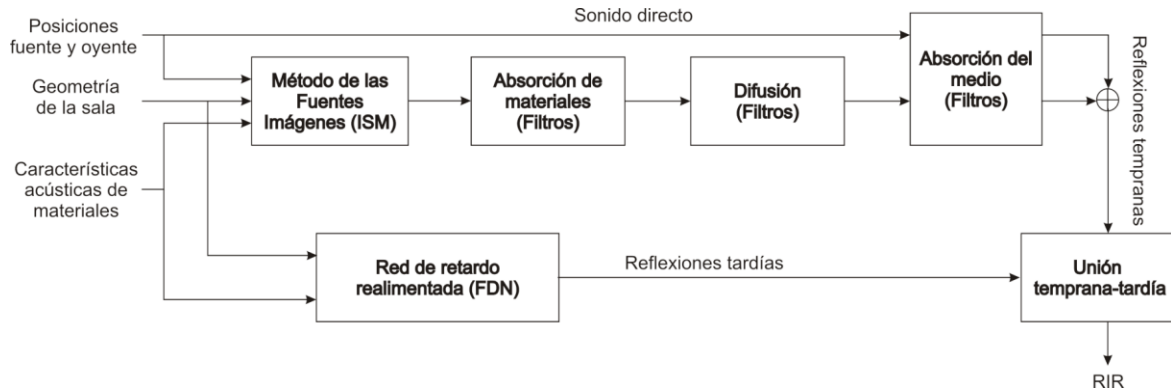 Posiciones
fuente y oyente
Sonido directo
Geometría
de la sala
Método de las
Fuentes
Imágenes (ISM)
Absorción de
materiales
(Filtros)
Difusión
(Filtros)
Absorción del
medio
(Filtros)
Reflexiones tempranas
Características
acústicas de
materiales
Red de retardo
realimentada (FDN)
Reflexiones tardías
Unión
temprana-tardía
RIR